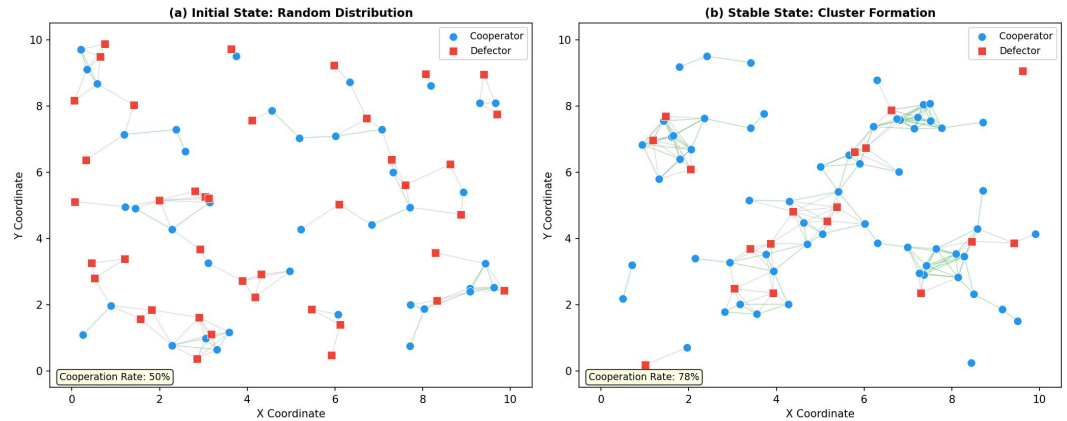 (a) Initial State: Random Distribution
Cooperator
Defector
Y Coordinate
10
8
6
4
2
0
Cooperation Rate: 50%
0 2 4 6 8 10
X Coordinate
(b) Stable State: Cluster Formation
Cooperator
Defector
Y Coordinate
10
8
6
4
2
0
Cooperation Rate: 78%
0 2 4 6 8 10
X Coordinate